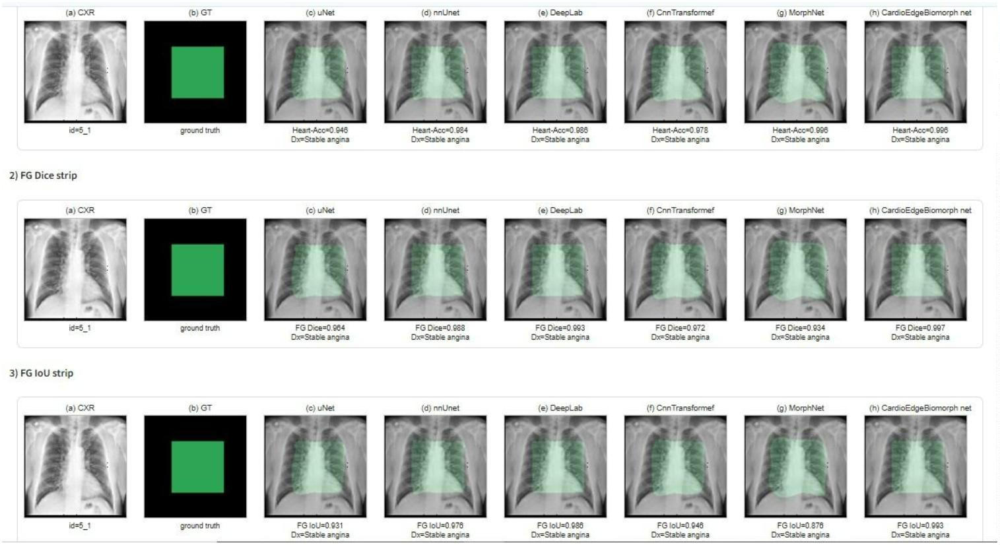 (a) CXR (b) GT (c) uNet (d) nnUnet (e) DeepLab (f) CnnTransformef (g) MorphNet (h) CardioEdgeBiomorph net
id=5_1 ground truth Heart-Acc=0.946 Heart-Acc=0.984 Heart-Acc=0.986 Heart-Acc=0.978 Heart-Acc=0.996 Heart-Acc=0.996
Dx=Stable angina Dx=Stable angina Dx=Stable angina Dx=Stable angina Dx=Stable angina Dx=Stable angina
2) FG Dice strip
(a) CXR (b) GT (c) uNet (d) nnUnet (e) DeepLab (f) CnnTransformef (g) MorphNet (h) CardioEdgeBiomorph net
id=5_1 ground truth FG Dice=0.964 FG Dice=0.988 FG Dice=0.993 FG Dice=0.972 FG Dice=0.934 FG Dice=0.997
Dx=Stable angina Dx=Stable angina Dx=Stable angina Dx=Stable angina Dx=Stable angina Dx=Stable angina
3) FG IoU strip
(a) CXR (b) GT (c) uNet (d) nnUnet (e) DeepLab (f) CnnTransformef (g) MorphNet (h) CardioEdgeBiomorph net
id=5_1 ground truth FG IoU=0.931 FG IoU=0.976 FG IoU=0.986 FG IoU=0.946 FG IoU=0.876 FG IoU=0.993
Dx=Stable angina Dx=Stable angina Dx=Stable angina Dx=Stable angina Dx=Stable angina Dx=Stable angina